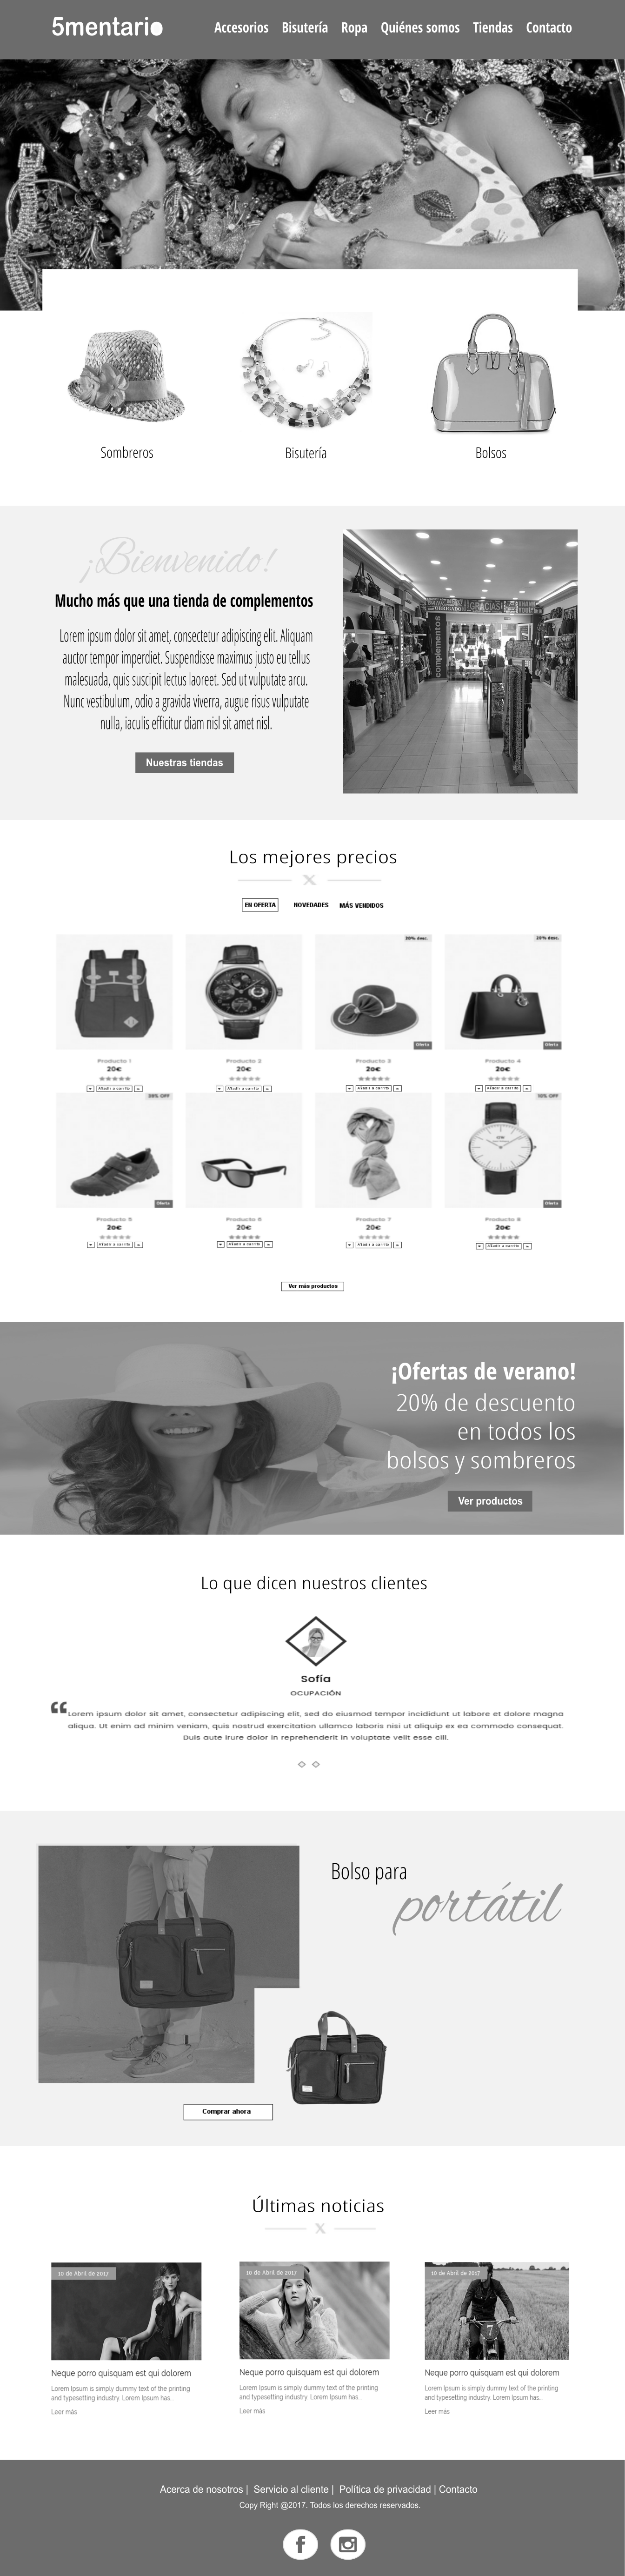 5mentario
Accesorios Bisutería Ropa Quiénes somos Tiendas Contacto
Sombreros
Bisutería
Bolsos
¡Bienvenido!
Mucho más que una tienda de complementos
Lorem ipsum dolor sit amet, consectetur adipiscing elit. Aliquam
auctor tempor imperdiet. Suspendisse maximus justo eu tellus
malesuada, quis suscipit lectus laoreet. Sed ut vulputate arcu.
Nunc vestibulum, odio a gravida viverra, augue risus vulputate
nulla, iaculis efficitur diam nisl sit amet nisl.
Nuestras tiendas
¡GRACIAS!
complementos
Los mejores precios
EN OFERTA NOVEDADES MÁS VENDIDOS
20% desc.
Oferta
Oferta
Producto 1
20€
Añadir a carrito
Producto 2
20€
Añadir a carrito
Producto 3
20€
Añadir a carrito
Producto 4
20€
Añadir a carrito
10% OFF
Oferta
Oferta
Producto 5
20€
Añadir a carrito
Producto 6
20€
Añadir a carrito
Producto 7
20€
Añadir a carrito
Producto 8
20€
Añadir a carrito
Ver más productos
¡Ofertas de verano!
20% de descuento
en todos los
bolsos y sombreros
Ver productos
Lo que dicen nuestros clientes
Sofía
OCUPACIÓN
“ Lorem ipsum dolor sit amet, consectetur adipiscing elit, sed do eiusmod tempor incididunt ut labore et dolore magna
aliqua. Ut enim ad minim veniam, quis nostrud exercitation ullamco laboris nisi ut aliquip ex ea commodo consequat.
Duis aute irure dolor in reprehenderit in voluptate velit esse cill.
Bolso para
portátil
Comprar ahora
Últimas noticias
10 de Abril de 2017
Neque porro quisquam est qui dolorem
Lorem Ipsum is simply dummy text of the printing
and typesetting industry. Lorem Ipsum has...
Leer más
10 de Abril de 2017
Neque porro quisquam est qui dolorem
Lorem Ipsum is simply dummy text of the printing
and typesetting industry. Lorem Ipsum has...
Leer más
10 de Abril de 2017
7
Neque porro quisquam est qui dolorem
Lorem Ipsum is simply dummy text of the printing
and typesetting industry. Lorem Ipsum has...
Leer más
Acerca de nosotros | Servicio al cliente | Política de privacidad | Contacto
Copy Right @2017. Todos los derechos reservados.